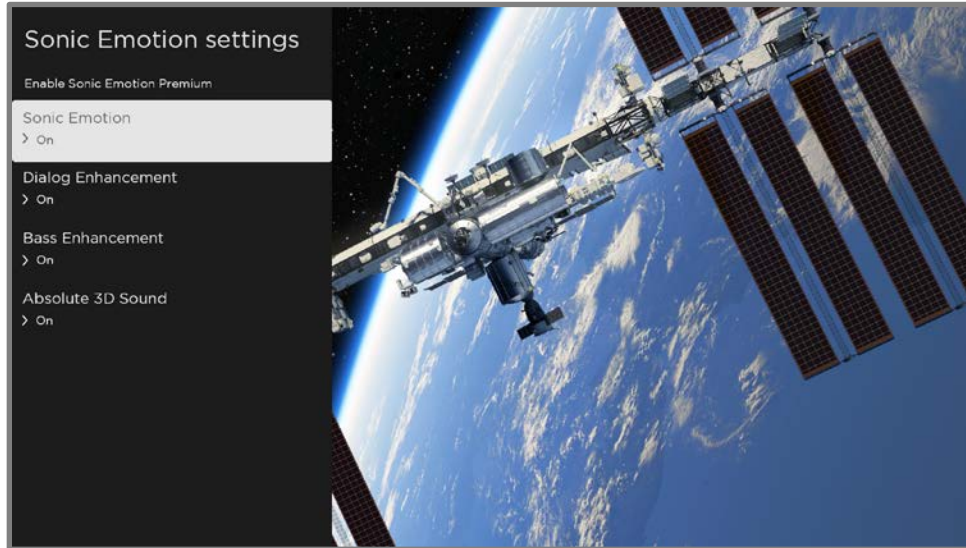 Sonic Emotion settings
Enable Sonic Emotion Premium
Sonic Emotion
> On
Dialog Enhancement
> On
Bass Enhancement
> On
Absolute 3D Sound
> On